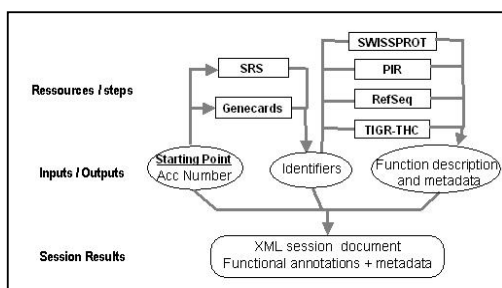 SWISSPROT
Ressources / steps
SRS
PIR
Genecards
RefSeq
TIGR-THC
Inputs / Outputs
Starting Point
Acc Number
Identifiers
Function description
and metadata
Session Results
XML session document
Functional annotations + metadata